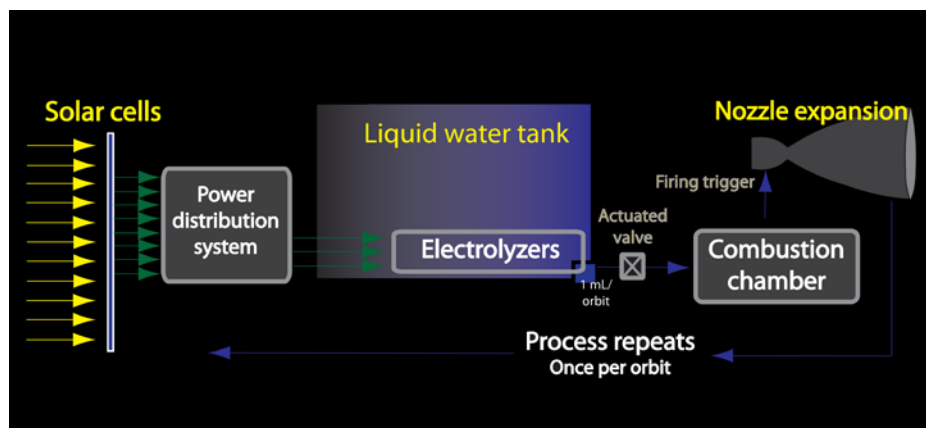 Solar cells
Liquid water tank
Nozzle expansion
Power
distribution
system
Firing trigger
Actuated
valve
Electrolyzers
Combustion
chamber
1 mL/
orbit
Process repeats
Once per orbit